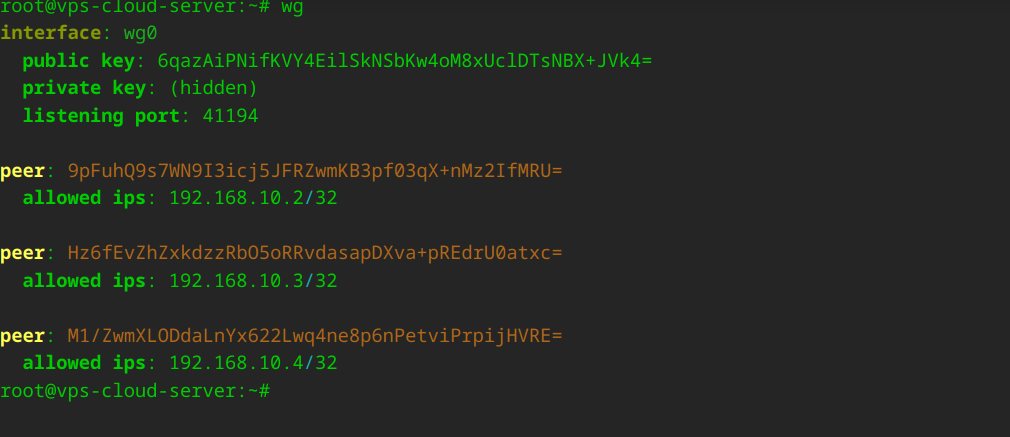 root@vps-cloud-server:~# wg
interface: wg0
  public key: 6qazAiPNifKVY4EilSkNSbKw4oM8xUclDTsNBX+JVk4=
  private key: (hidden)
  listening port: 41194

peer: 9pFuhQ9s7WN9I3icj5JFRZwmKB3pf03qX+nMz2IfMRU=
  allowed ips: 192.168.10.2/32

peer: Hz6fEvZhZxkdzzRbO5oRRvdasapDXva+pREdrU0atxc=
  allowed ips: 192.168.10.3/32

peer: M1/ZwmXLODdaLnYx622Lwq4ne8p6nPetviPrpijHVRE=
  allowed ips: 192.168.10.4/32
root@vps-cloud-server:~#